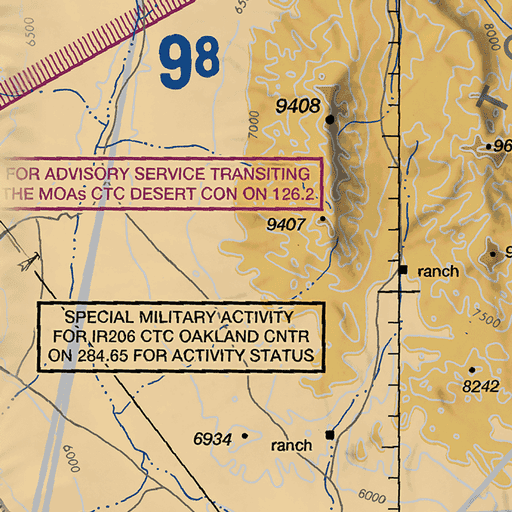 6500
65
98
8000
9408
7000
96
FOR ADVISORY SERVICE TRANSITING
THE MOAs CTC DESERT CON ON 126.2
9407
9
ranch
SPECIAL MILITARY ACTIVITY
FOR IR206 CTC OAKLAND CNTR
ON 284.65 FOR ACTIVITY STATUS
7500
8242
6934
ranch
6000
6000